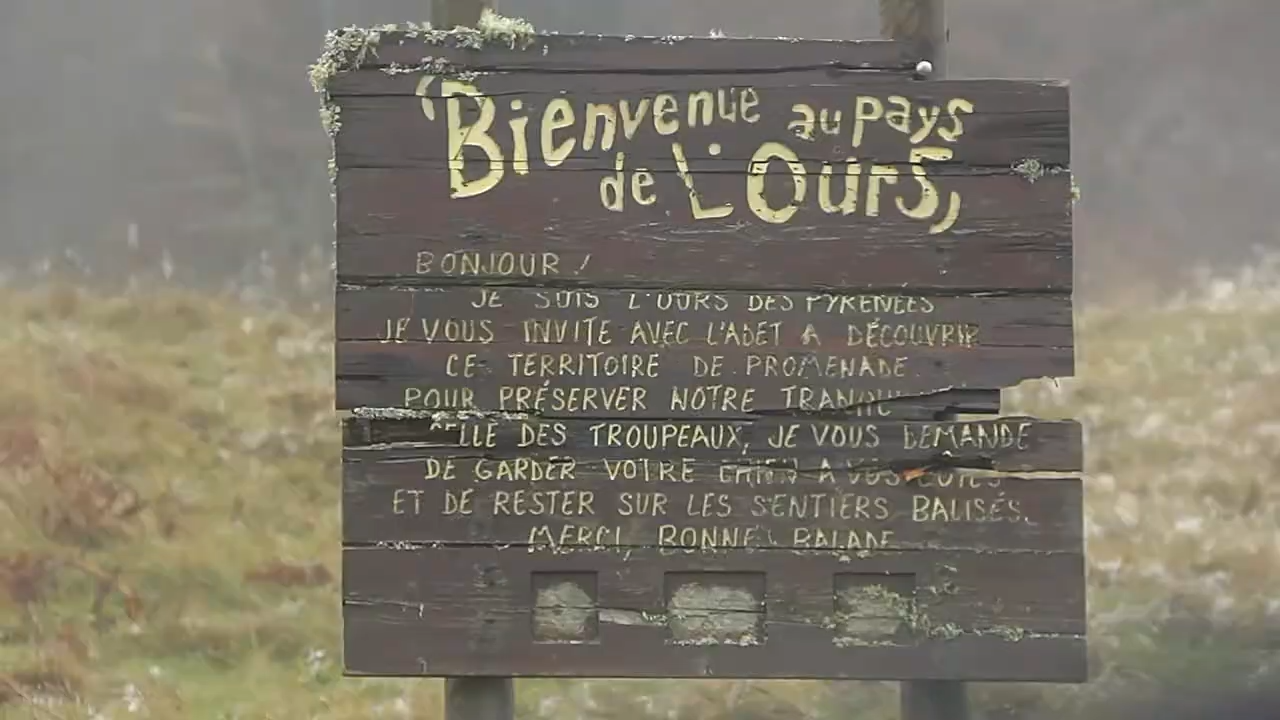 Bienvenue au pays
de L'Ours,
BONJOUR !
JE SUIS L'OURS DES PYRENEES
JE VOUS INVITE AVEC L'ADET A DÉCOUVRIR
CE TERRITOIRE DE PROMENADE.
POUR PRÉSERVER NOTRE
DES TROUPEAUX, JE VOUS DEMANDE
DE GARDER VOTRE CHIEN A VOS COTES
ET DE RESTER SUR LES SENTIERS BALISÉS.
MERCI, BONNE BALADE